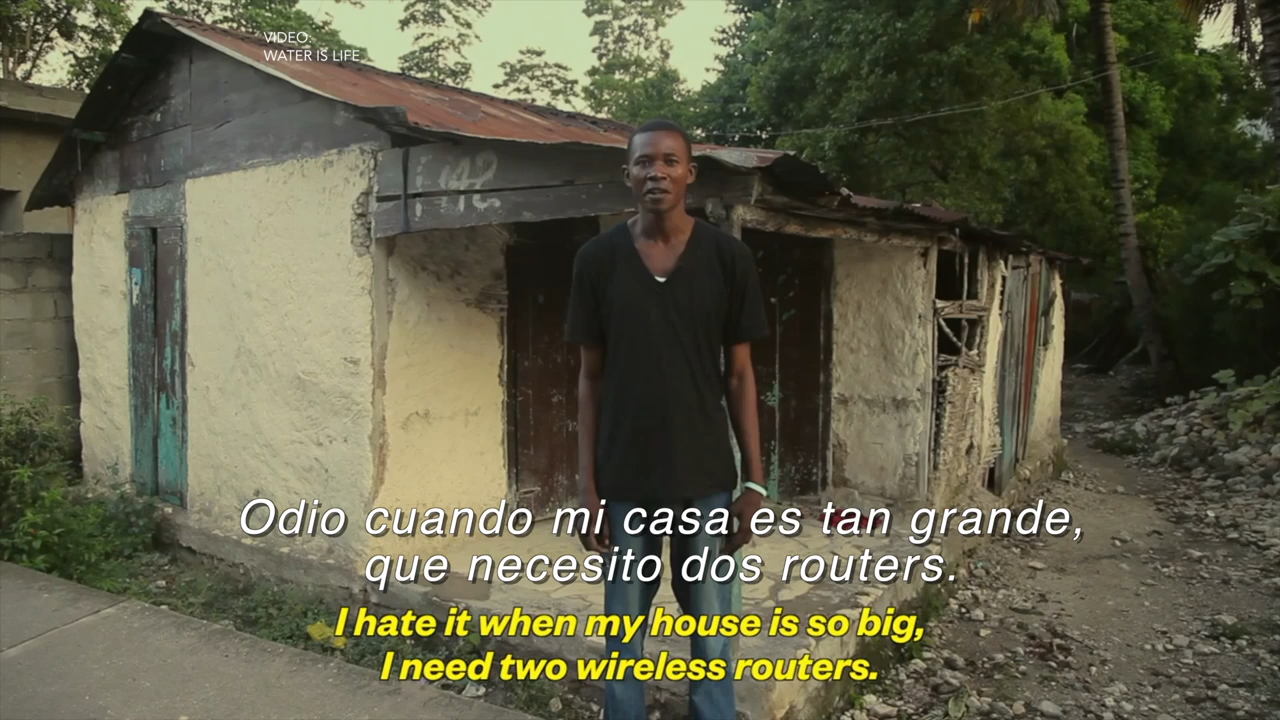 VIDEO:
WATER IS LIFE
Odio cuando mi casa es tan grande,
que necesito dos routers.
I hate it when my house is so big,
I need two wireless routers.